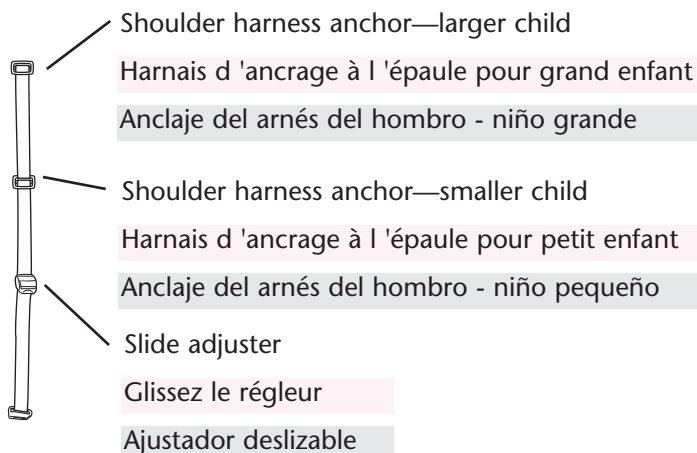 Shoulder harness anchor—larger child
Harnais d 'ancrage à l 'épaule pour grand enfant
Anclaje del arnés del hombro - niño grande
Shoulder harness anchor—smaller child
Harnais d 'ancrage à l 'épaule pour petit enfant
Anclaje del arnés del hombro - niño pequeño
Slide adjuster
Glissez le régleur
Ajustador deslizable